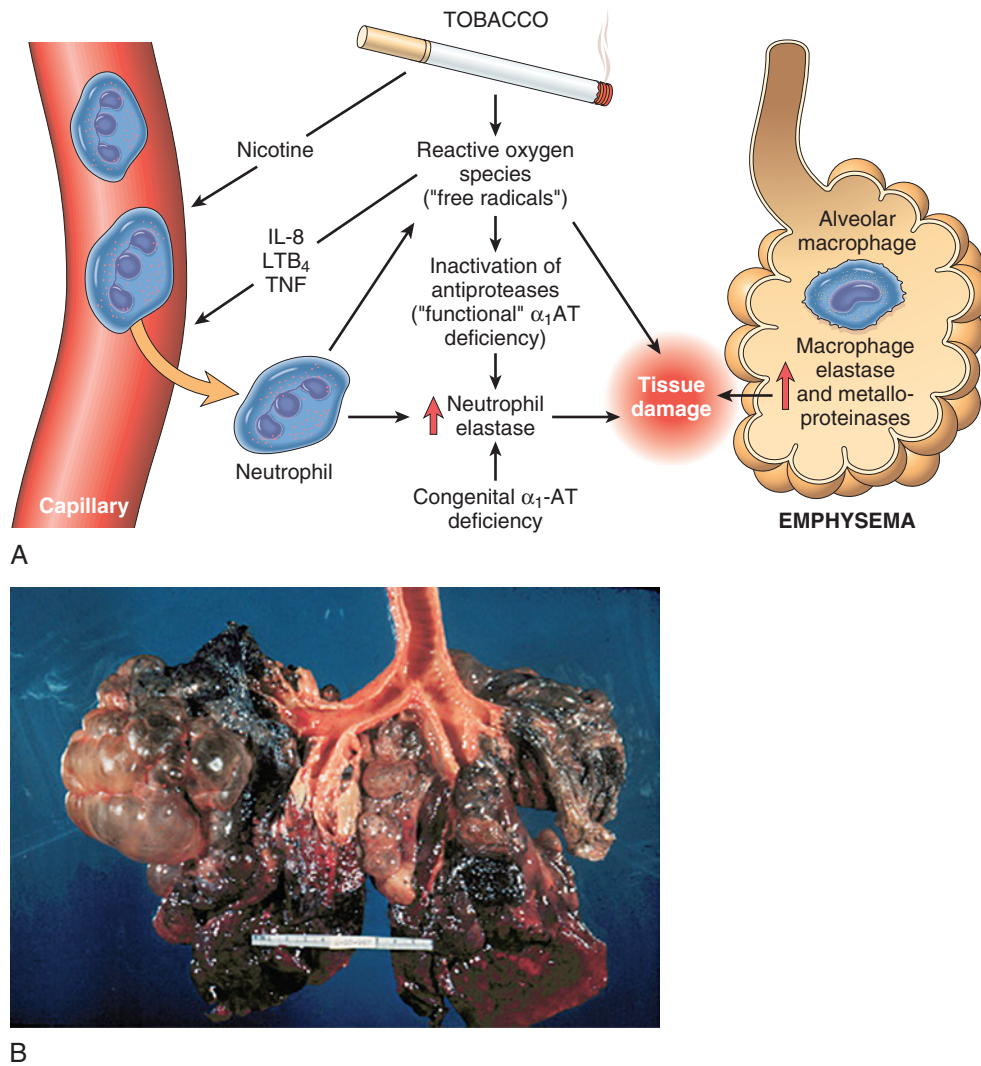 TOBACCO
Nicotine
Reactive oxygen
species
("free radicals")
IL-8
LTB₄
TNF
Inactivation of
antiproteases
("functional" α₁AT
deficiency)
Alveolar
macrophage
Macrophage
elastase
and metallo-
proteinases
Tissue
damage
Neutrophil
elastase
Neutrophil
Congenital α₁-AT
deficiency
Capillary
EMPHYSEMA
A
B